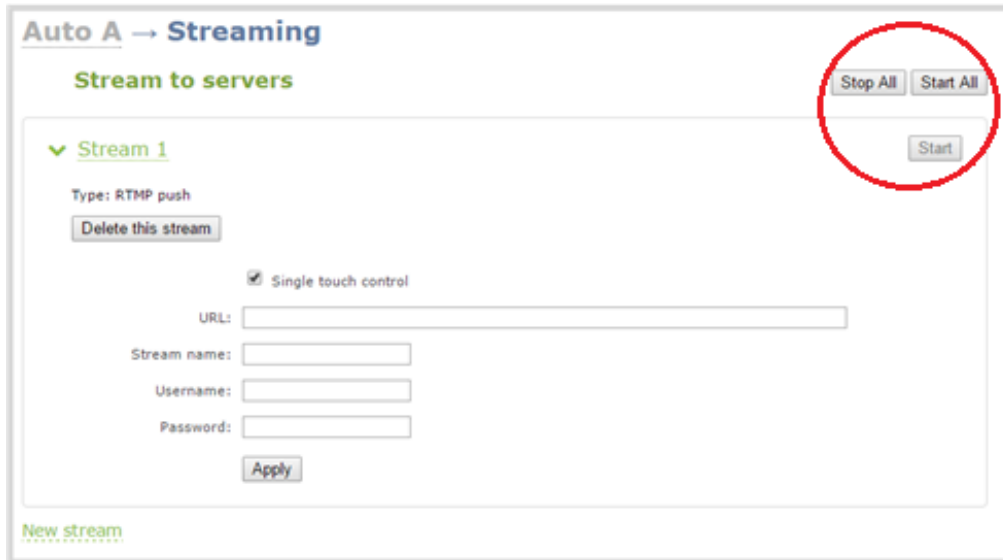 Auto A → Streaming
Stream to servers
Stop All Start All
Stream 1
Start
Type: RTMP push
Delete this stream
Single touch control
URL:
Stream name:
Username:
Password:
Apply
New stream